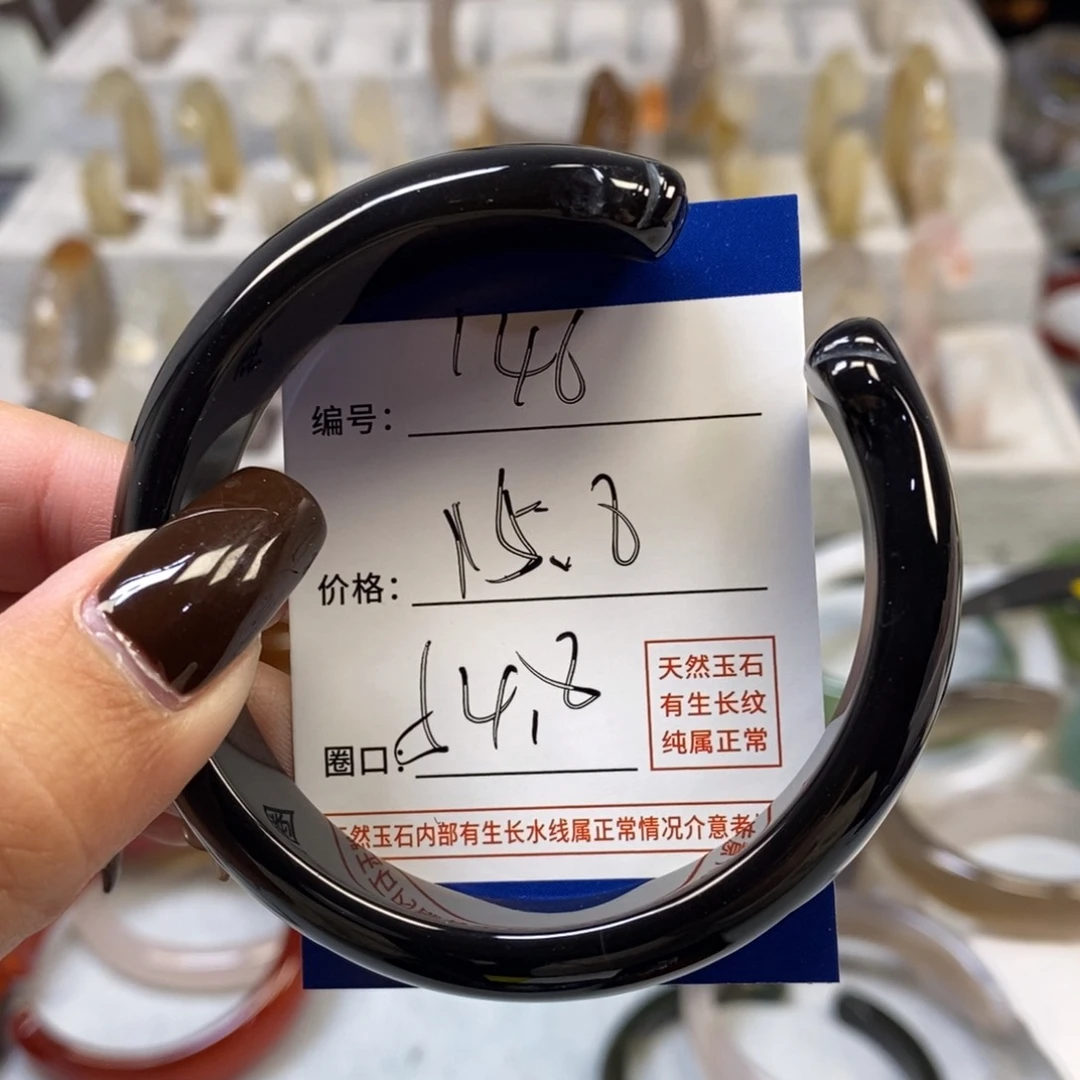 编号：146
价格：15.8
圈口：54.8
天然玉石
有生长纹
纯属正常
然玉石内部有生长水线属正常情况介意者